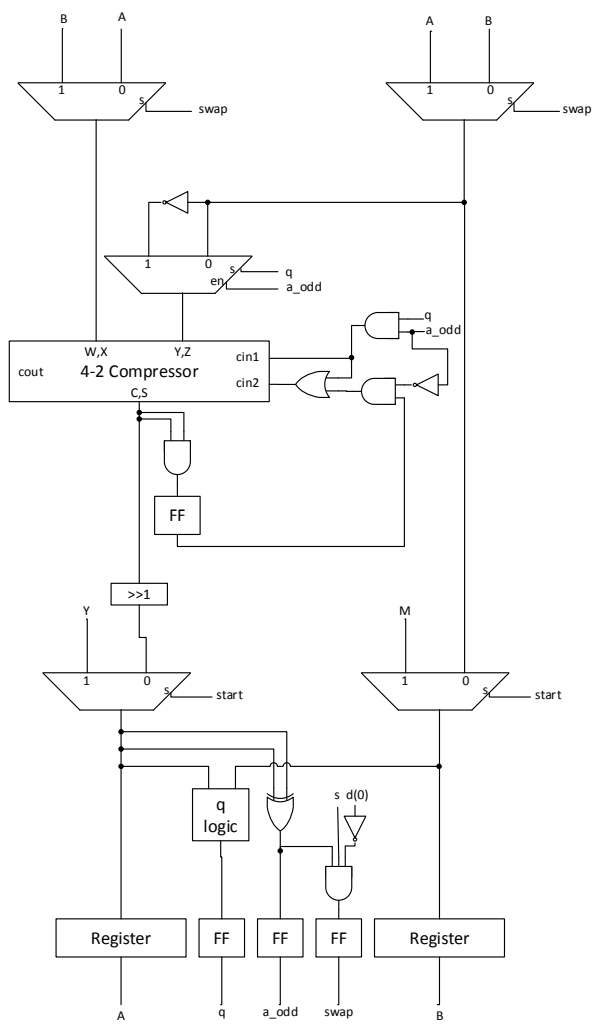 B A
A B
1 0 s swap
1 0 s swap
1 0 s q
en a_odd
W,X Y,Z
cout 4-2 Compressor cin1
cin2
C,S
q
a_odd
FF
>>1
Y
M
1 0 s start
1 0 s start
q
logic
s d(0)
Register FF FF FF Register
A q a_odd swap B